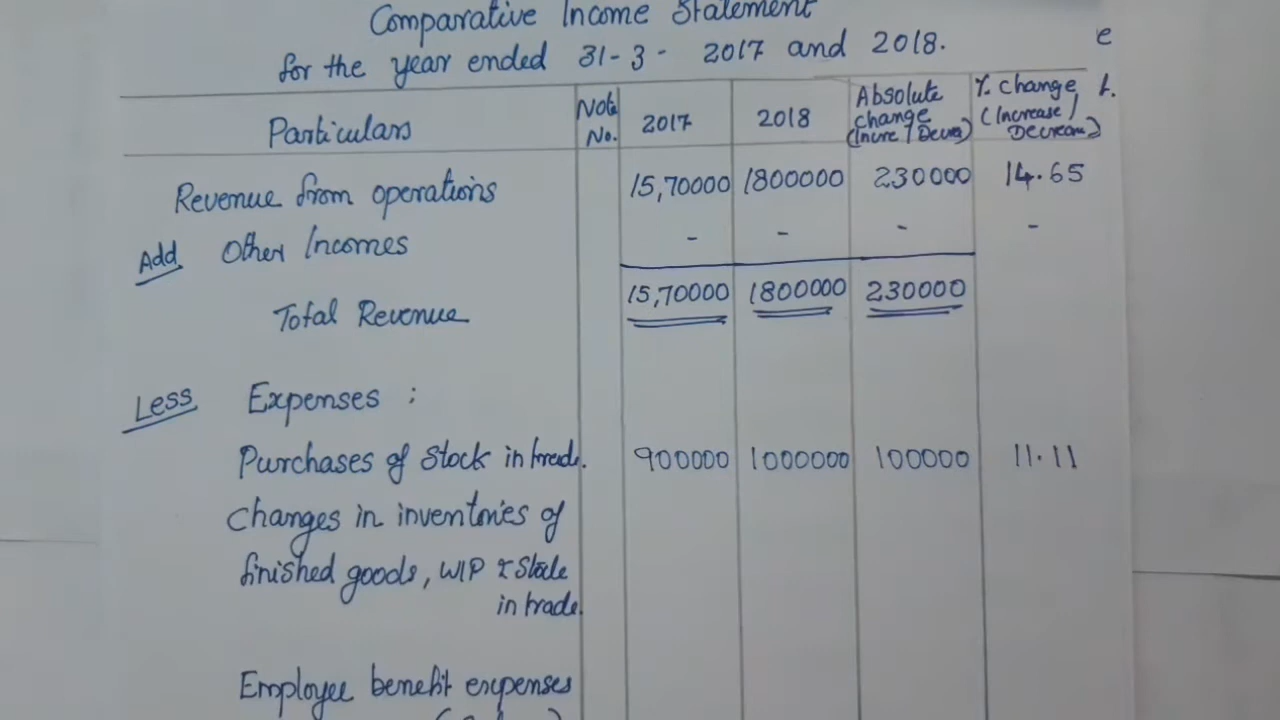 Comparative Income Statement
for the year ended 31-3- 2017 and 2018.
e
Particulars Note No. 2017 2018 Absolute change (Incre/Decre) % Change (Increase/ Decrease) 1.
Revenue from operations 15,70000 1800000 230000 14.65
Add Other Incomes - - - -
Total Revenue 15,70000 1800000 230000
Less Expenses :
Purchases of Stock in trade. 900000 1000000 100000 11.11
Changes in inventories of
finished goods, WIP & Stock
in trade.
Employee benefit expenses